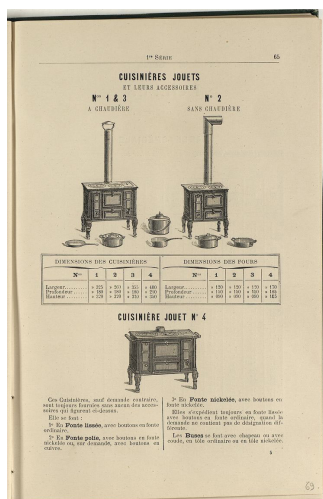 1re SÉRIE 65
CUISINIÈRES JOUETS
ET LEURS ACCESSOIRES
Nos 1 & 3 No 2
A CHAUDIÈRE SANS CHAUDIÈRE
DIMENSIONS DES CUISINIÈRES DIMENSIONS DES FOURS
Nos 1 2 3 4 Nos 1 2 3 4
Largeur Largeur
Profondeur Profondeur
Hauteur Hauteur
CUISINIÈRE JOUET No 4
Ces Cuisinières, sauf demande contraire,
sont toujours fournies sans aucun des acces-
soires qui figurent ci-dessus.
Elle se font :
1o En Fonte lissée, avec boutons en fonte
ordinaire.
2o En Fonte polie, avec boutons en fonte
nickelée ou, sur demande, avec boutons en
cuivre.
3o En Fonte nickelée, avec boutons en
fonte nickelée.
Elles s'expédient toujours en fonte lissée
avec boutons en fonte ordinaire, quand la
demande ne contient pas de désignation dif-
férente.
Les Buses se font avec chapeau ou avec
coude, en tôle ordinaire ou en tôle nickelée.